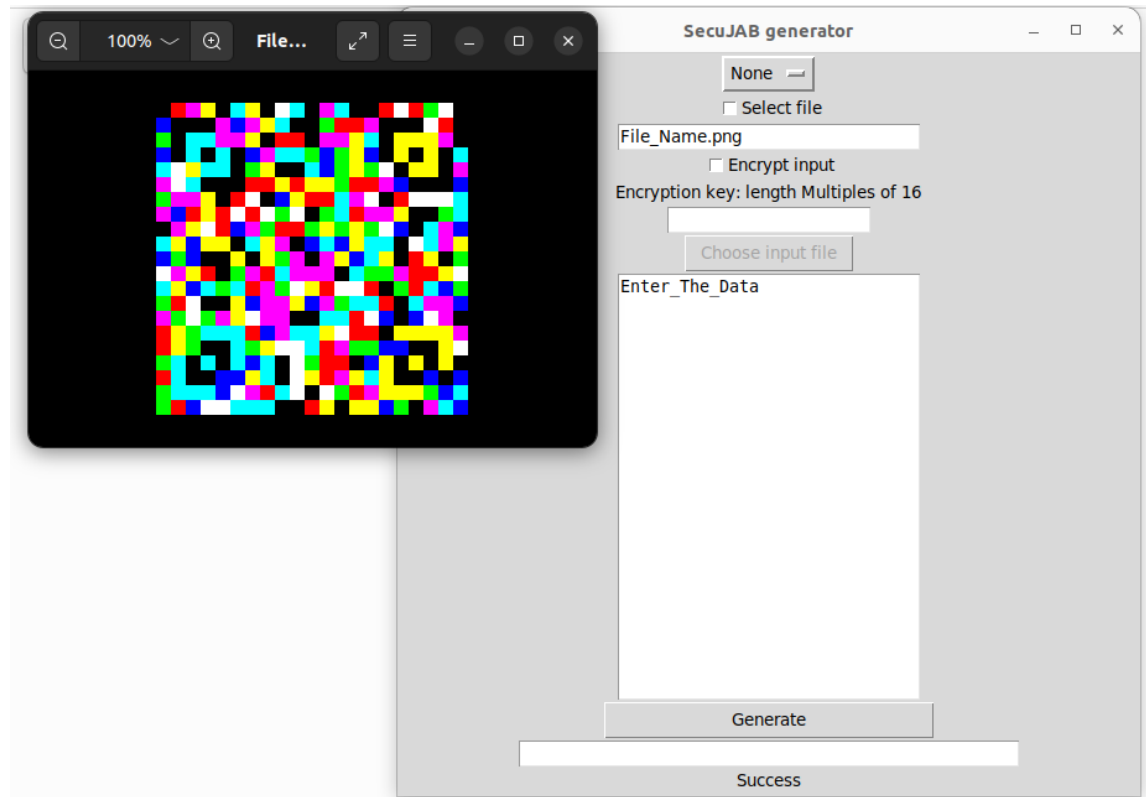 100%
File...
SecuJAB generator
None
Select file
File_Name.png
Encrypt input
Encryption key: length Multiples of 16
Choose input file
Enter_The_Data
Generate
Success